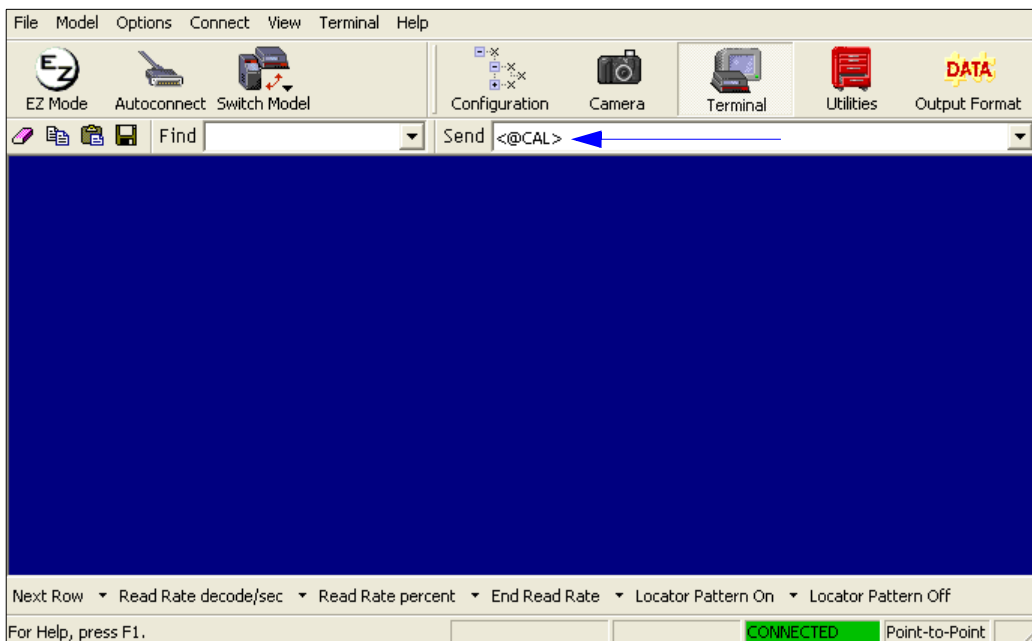 File Model Options Connect View Terminal Help
EZ
EZ Mode Autoconnect Switch Model Configuration Camera Terminal Utilities DATA Output Format
Find Send <@CAL>
Next Row Read Rate decode/sec Read Rate percent End Read Rate Locator Pattern On Locator Pattern Off
For Help, press F1. CONNECTED Point-to-Point